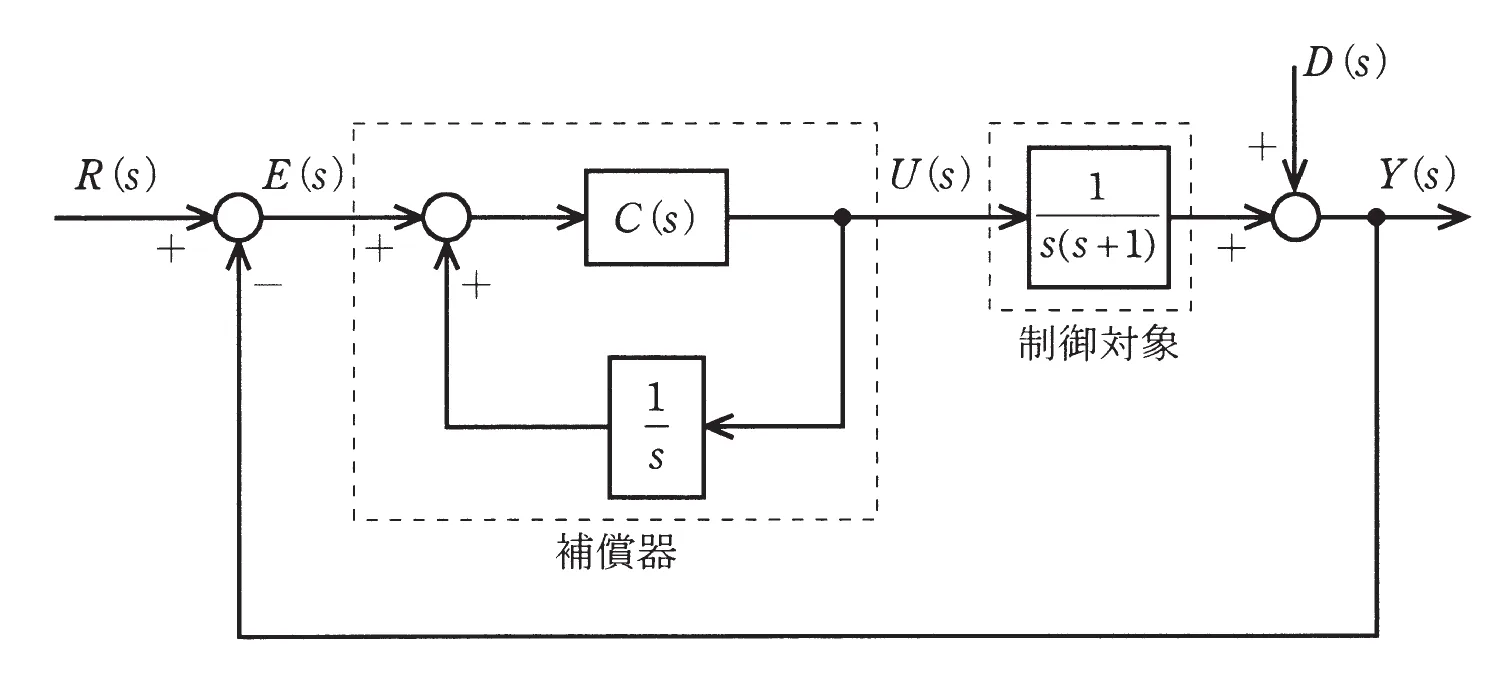 D(s)
R(s) E(s) U(s) Y(s)
+ − + + + +
C(s)
1
s(s+1)
制御対象
1
s
補償器